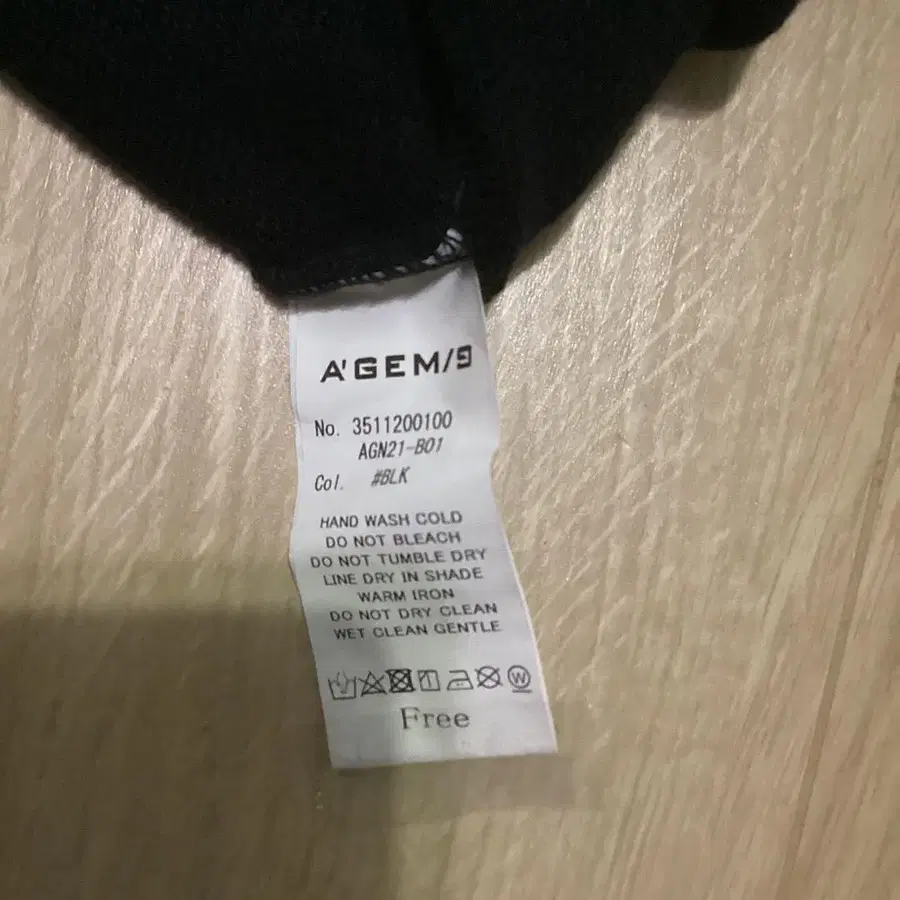 A'GEM/9
No. 3511200100
AGN21-B01
Col. #BLK
HAND WASH COLD
DO NOT BLEACH
DO NOT TUMBLE DRY
LINE DRY IN SHADE
WARM IRON
DO NOT DRY CLEAN
WET CLEAN GENTLE
W
Free